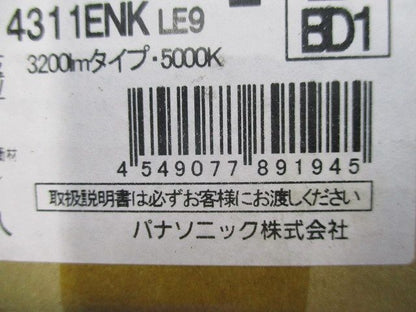 4311ENK LE9
BD1
3200lmタイプ・5000K
材
4 549077 891945
取扱説明書は必ずお客様にお渡しください
パナソニック株式会社